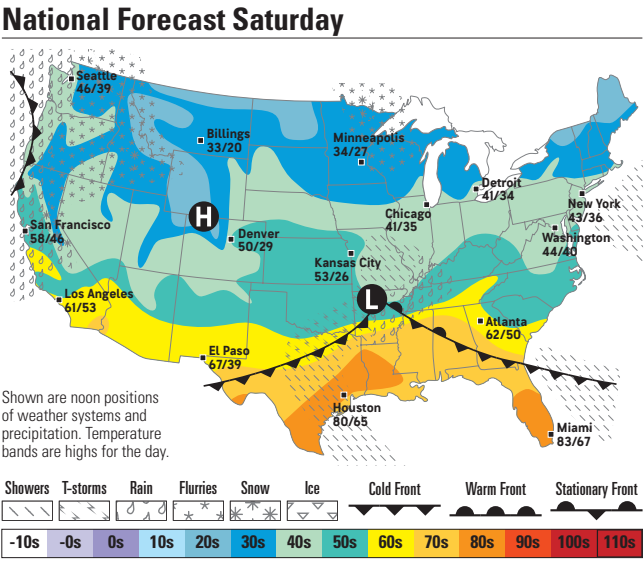 National Forecast Saturday
Seattle
46/39
Billings
33/20
Minneapolis
34/27
Detroit
41/34
New York
43/36
Chicago
41/35
Washington
44/40
H
San Francisco
58/46
Denver
50/29
Kansas City
53/26
L
Los Angeles
61/53
Atlanta
62/50
El Paso
67/39
Houston
80/65
Miami
83/67
Shown are noon positions
of weather systems and
precipitation. Temperature
bands are highs for the day.
Showers T-storms Rain Flurries Snow Ice Cold Front Warm Front Stationary Front
-10s -0s 0s 10s 20s 30s 40s 50s 60s 70s 80s 90s 100s 110s